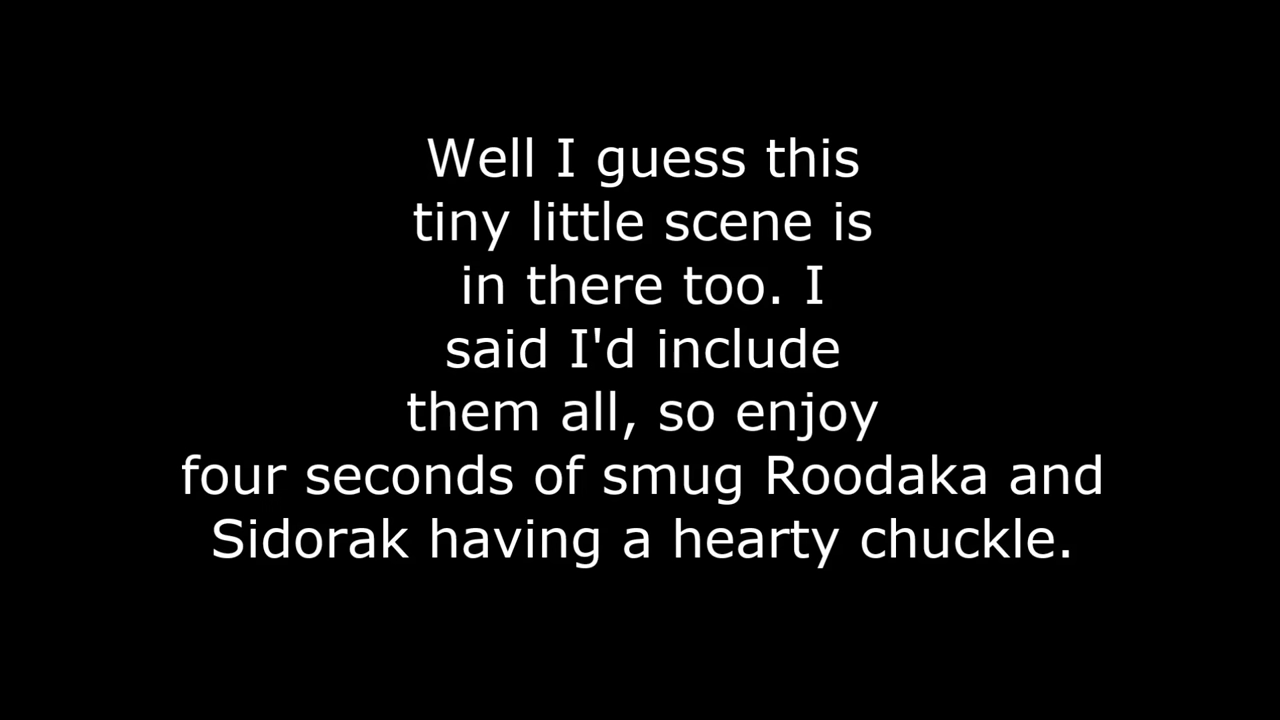 Well I guess this
tiny little scene is
in there too. I
said I'd include
them all, so enjoy
four seconds of smug Roodaka and
Sidorak having a hearty chuckle.